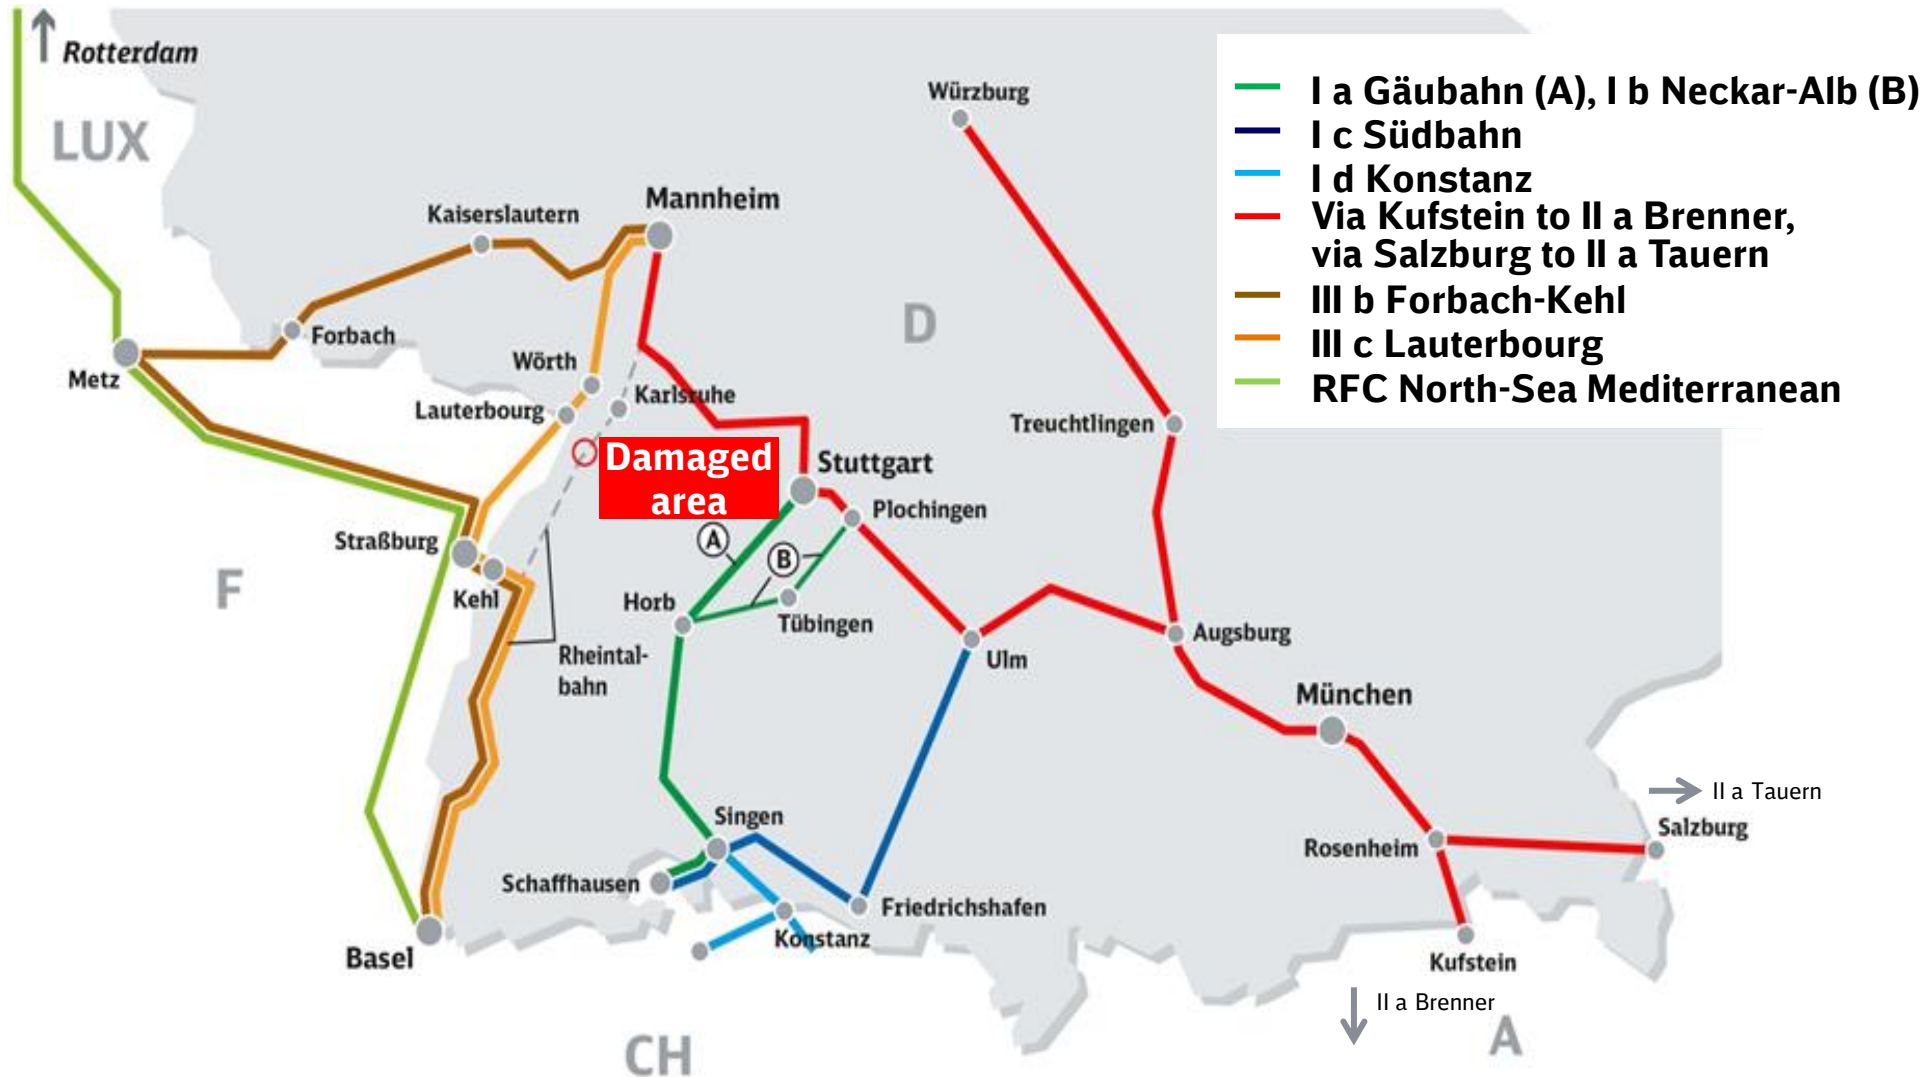 Rotterdam
LUX
Würzburg
I a Gäubahn (A), I b Neckar-Alb (B)
I c Südbahn
I d Konstanz
Via Kufstein to II a Brenner,
via Salzburg to II a Tauern
III b Forbach-Kehl
III c Lauterbourg
RFC North-Sea Mediterranean
Mannheim
Kaiserslautern
D
Forbach
Metz
Wörth
Karlsruhe
Lauterbourg
Treuchtlingen
Damaged
area
Stuttgart
Plochingen
Straßburg
A
B
F
Kehl
Horb
Tübingen
Rheintal-
bahn
Ulm
Augsburg
München
II a Tauern
Salzburg
Singen
Rosenheim
Schaffhausen
Friedrichshafen
Konstanz
Basel
Kufstein
II a Brenner
CH
A